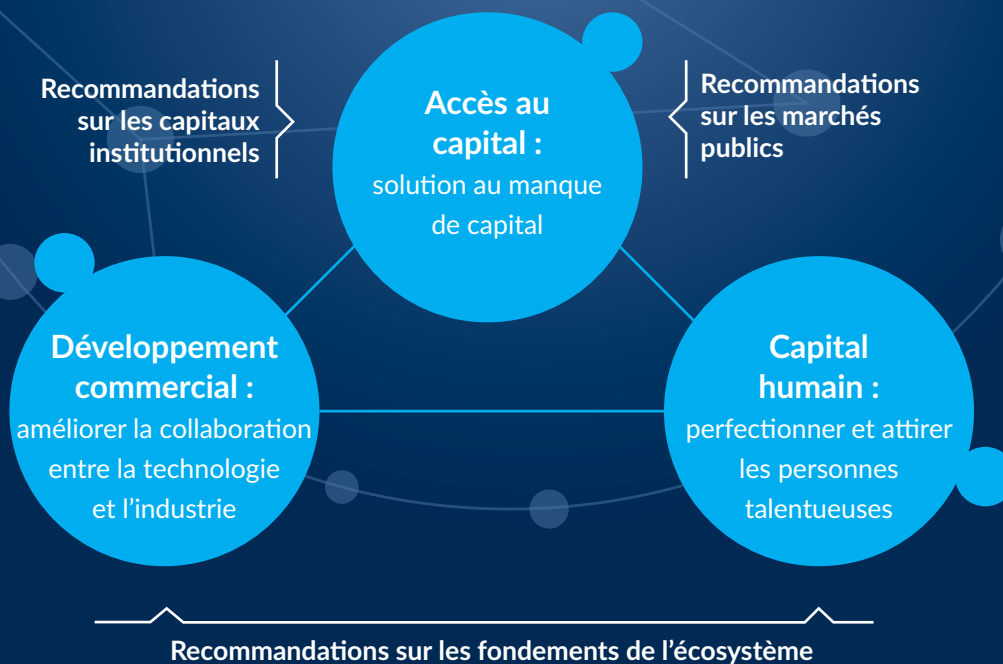 Recommandations
sur les capitaux
institutionnels
Accès au
capital :
solution au manque
de capital
Recommandations
sur les marchés
publics
Développement
commercial :
améliorer la collaboration
entre la technologie
et l’industrie
Capital
humain :
perfectionner et attirer
les personnes
talentueuses
Recommandations sur les fondements de l’écosystème